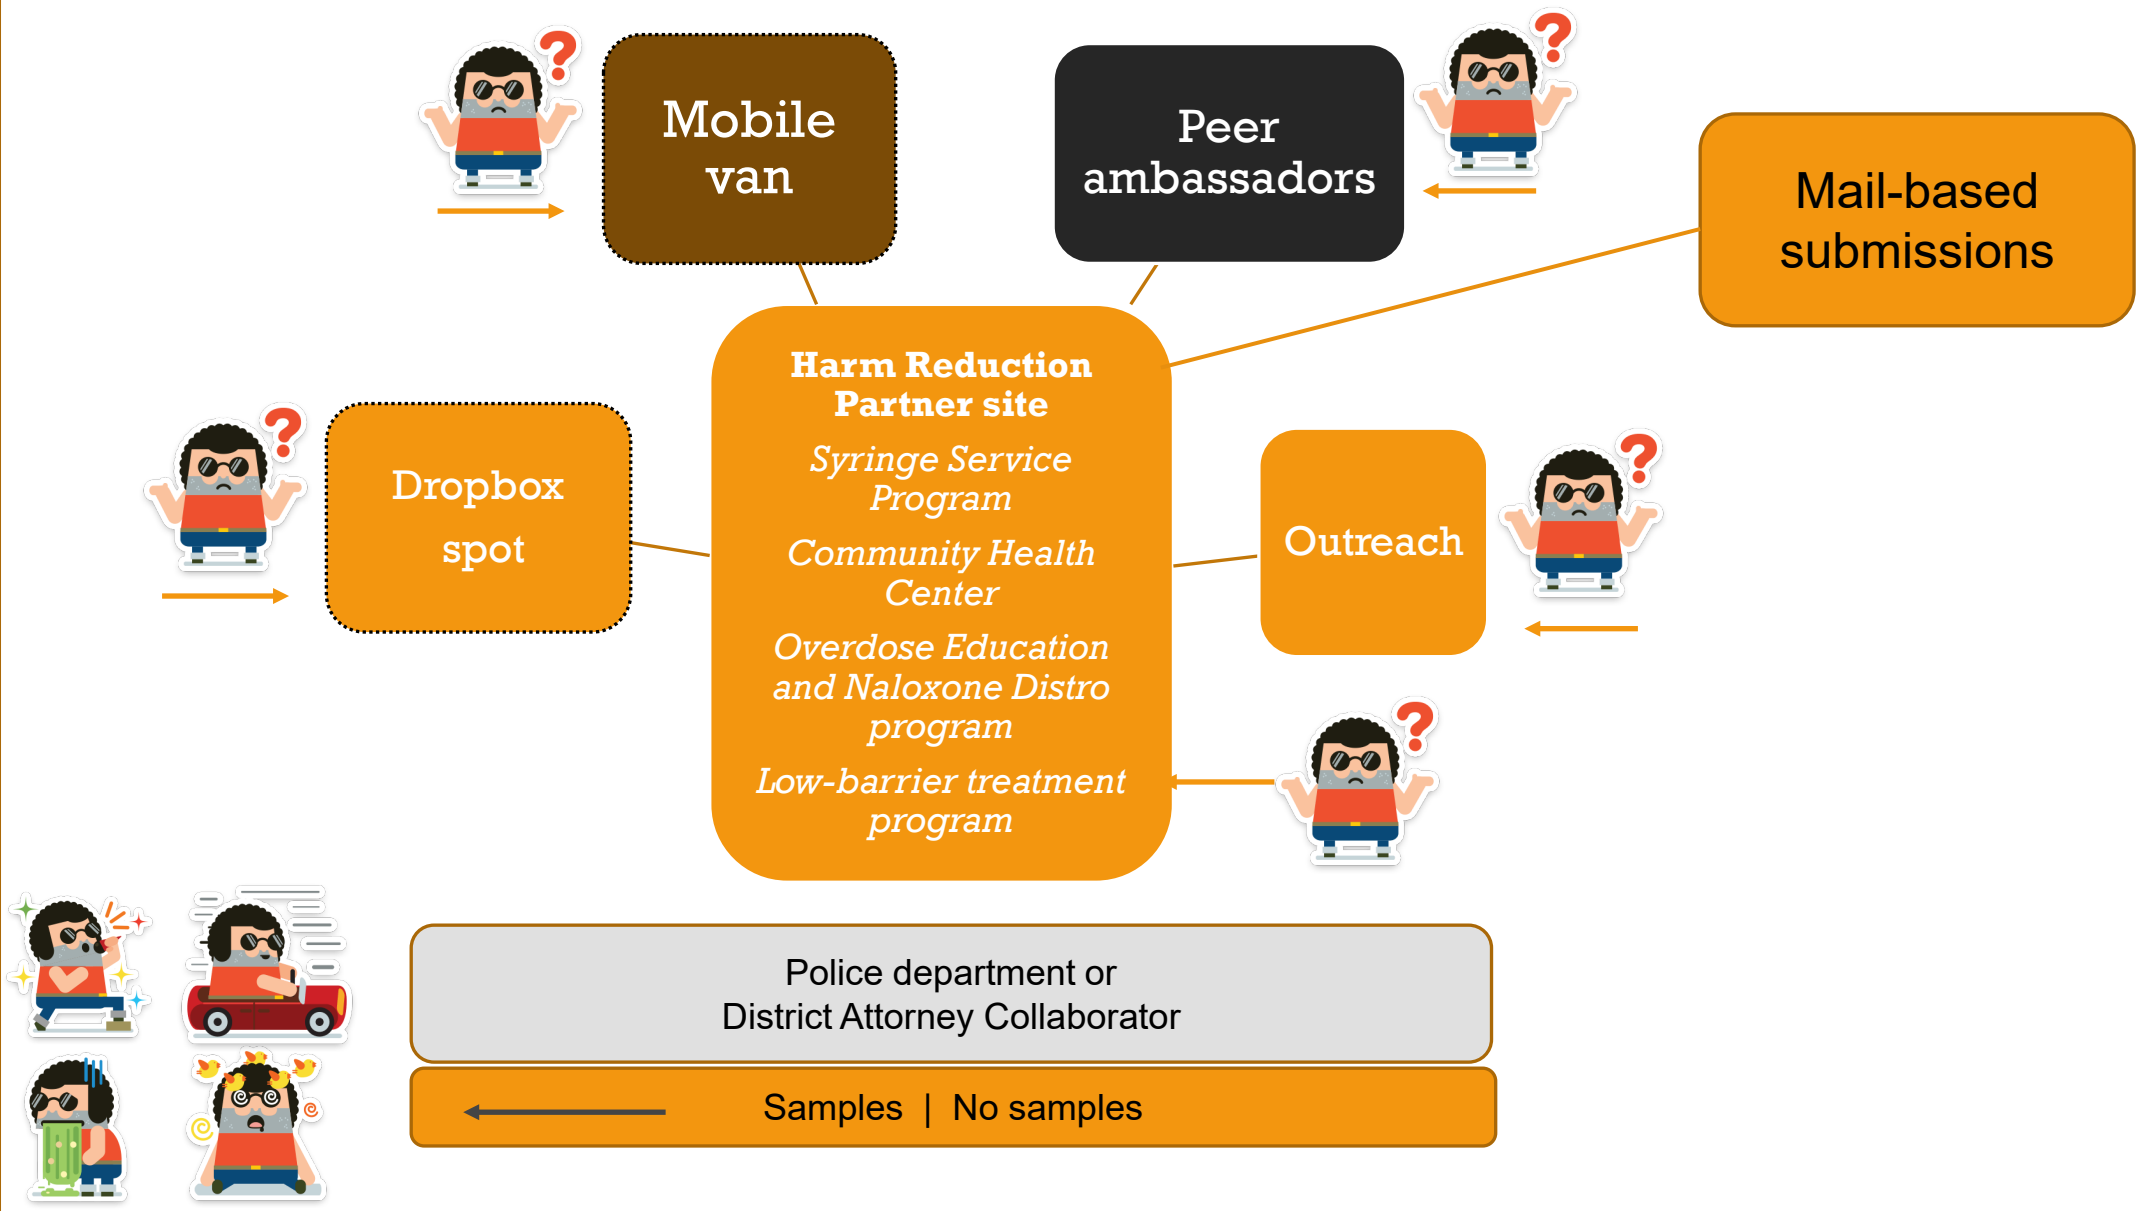 Mobile
van
Peer
ambassadors
Mail-based
submissions
Harm Reduction
Partner site
Syringe Service
Program
Community Health
Center
Overdose Education
and Naloxone Distro
program
Low-barrier treatment
program
Dropbox
spot
Outreach
Police department or
District Attorney Collaborator
Samples | No samples